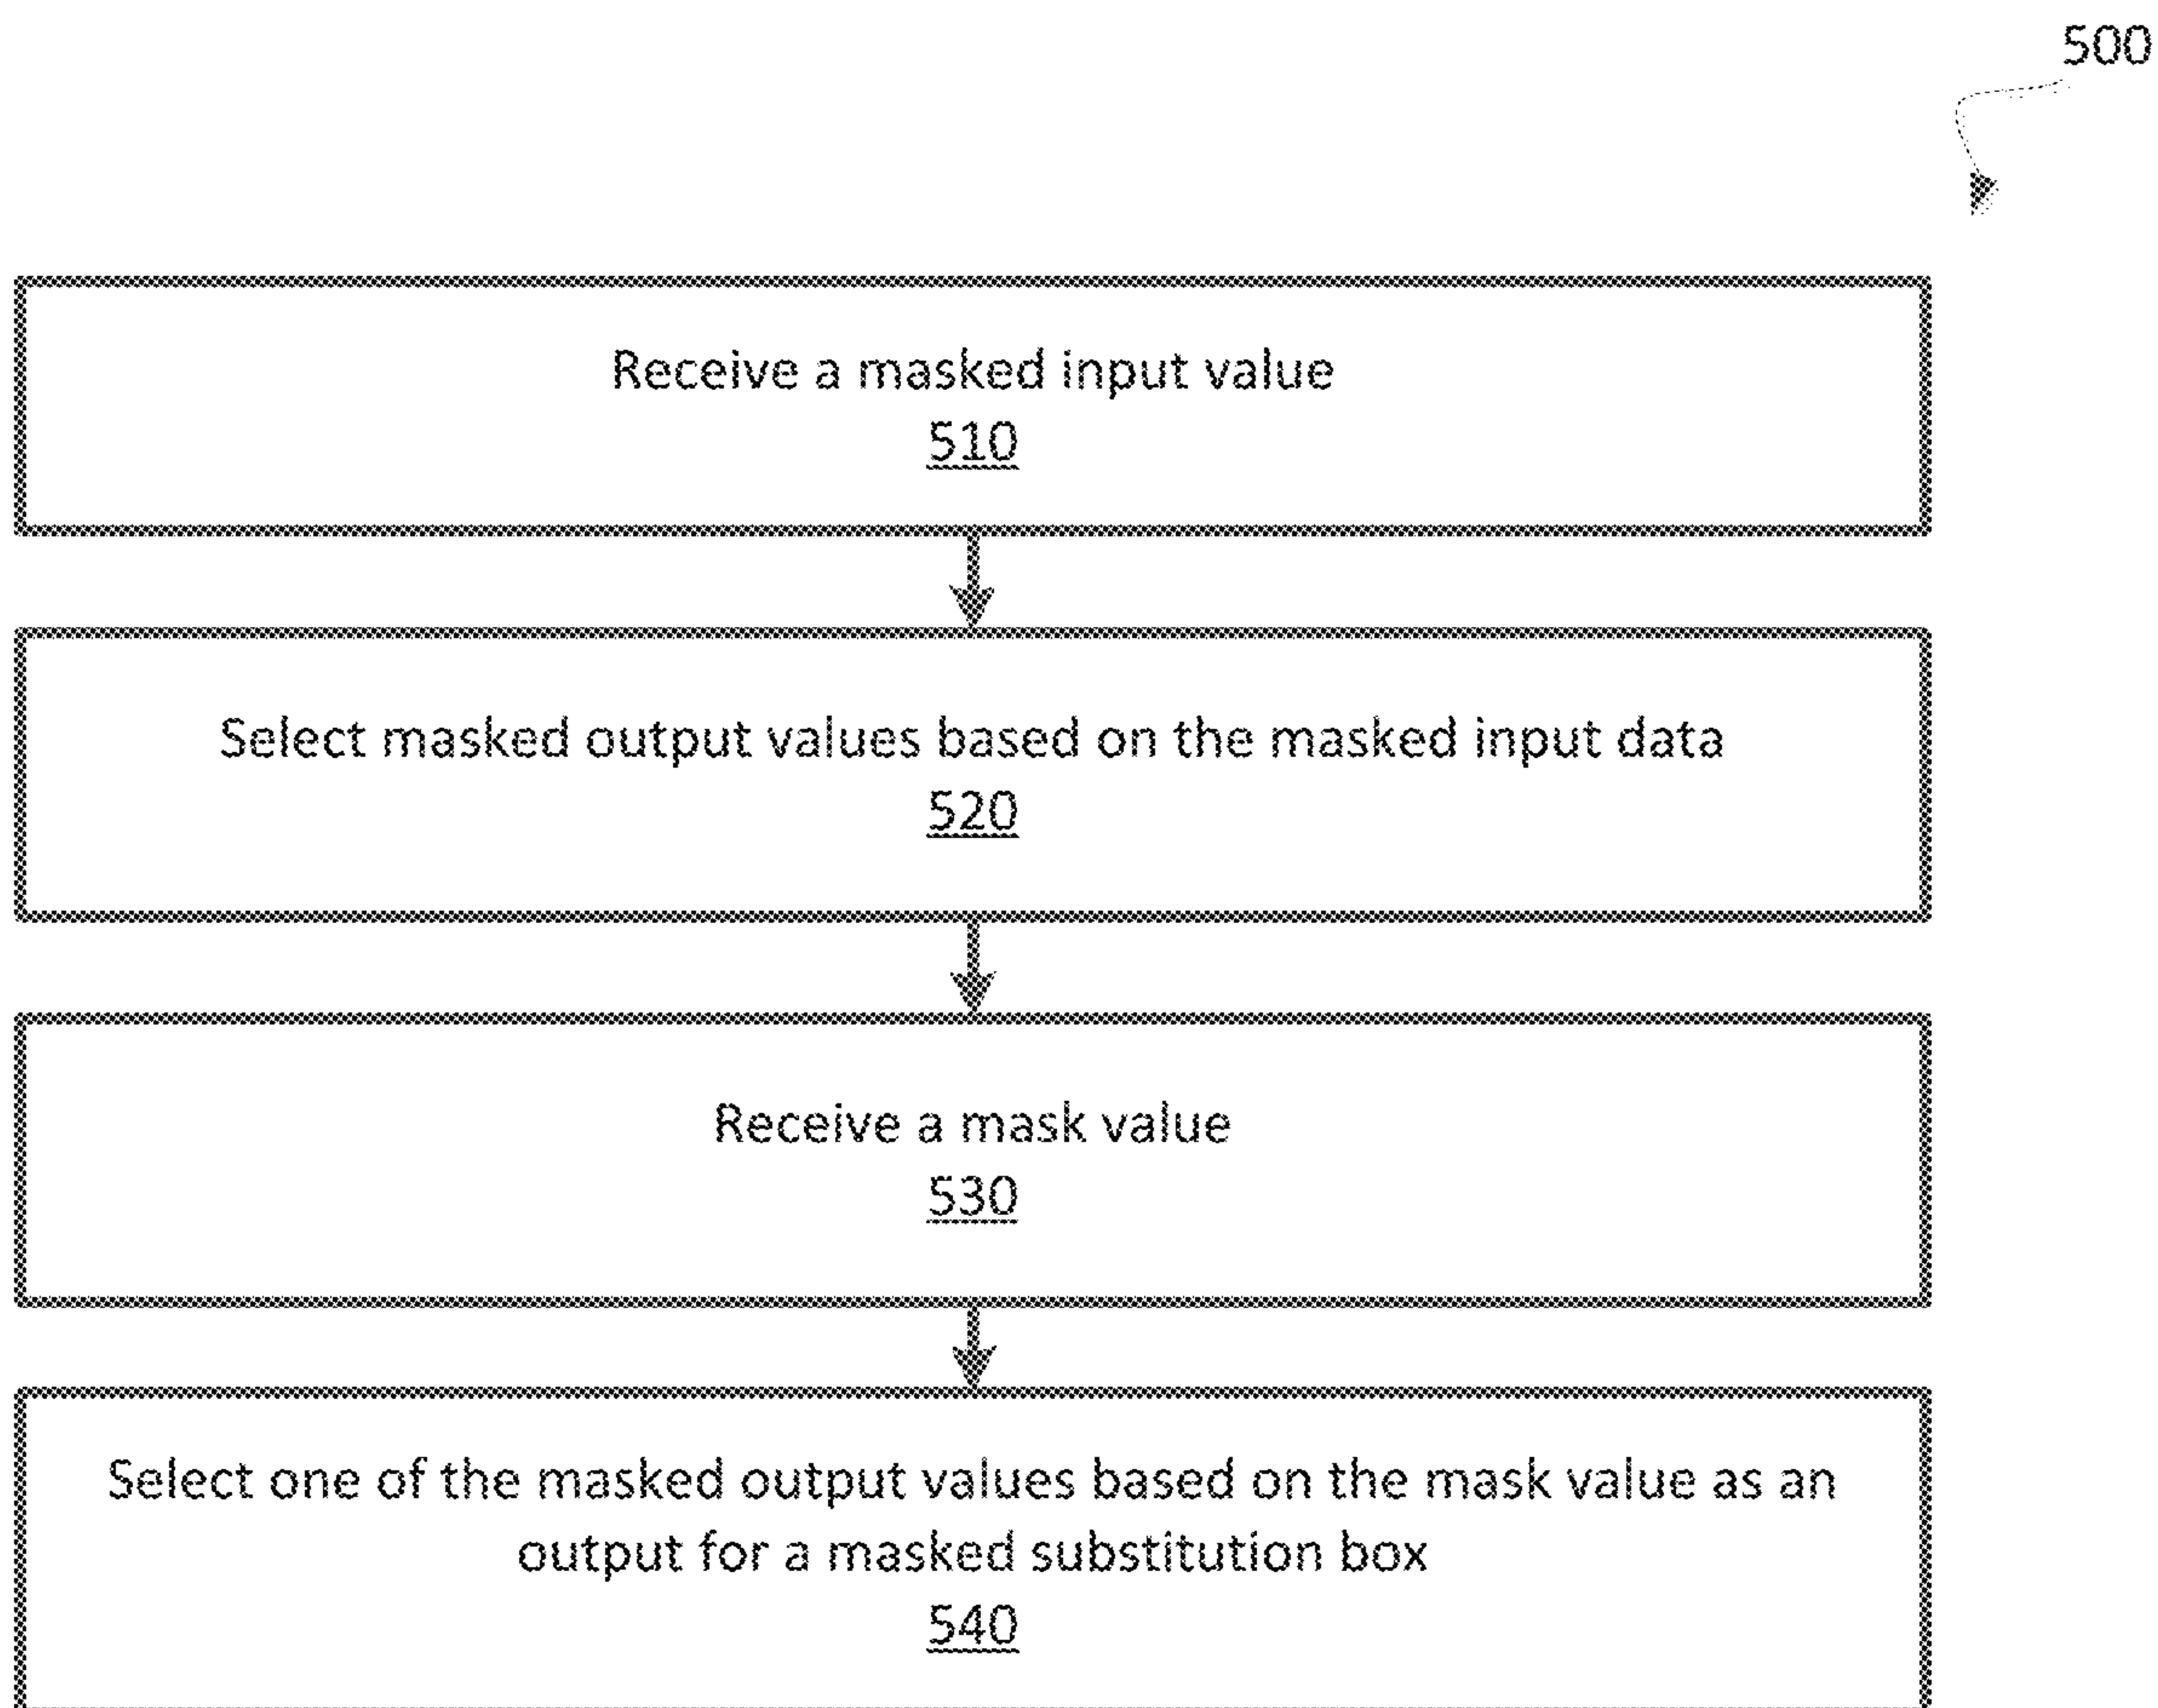 500
Receive a masked input value
510
Select masked output values based on the masked input data
520
Receive a mask value
530
Select one of the masked output values based on the mask value as an
output for a masked substitution box
540